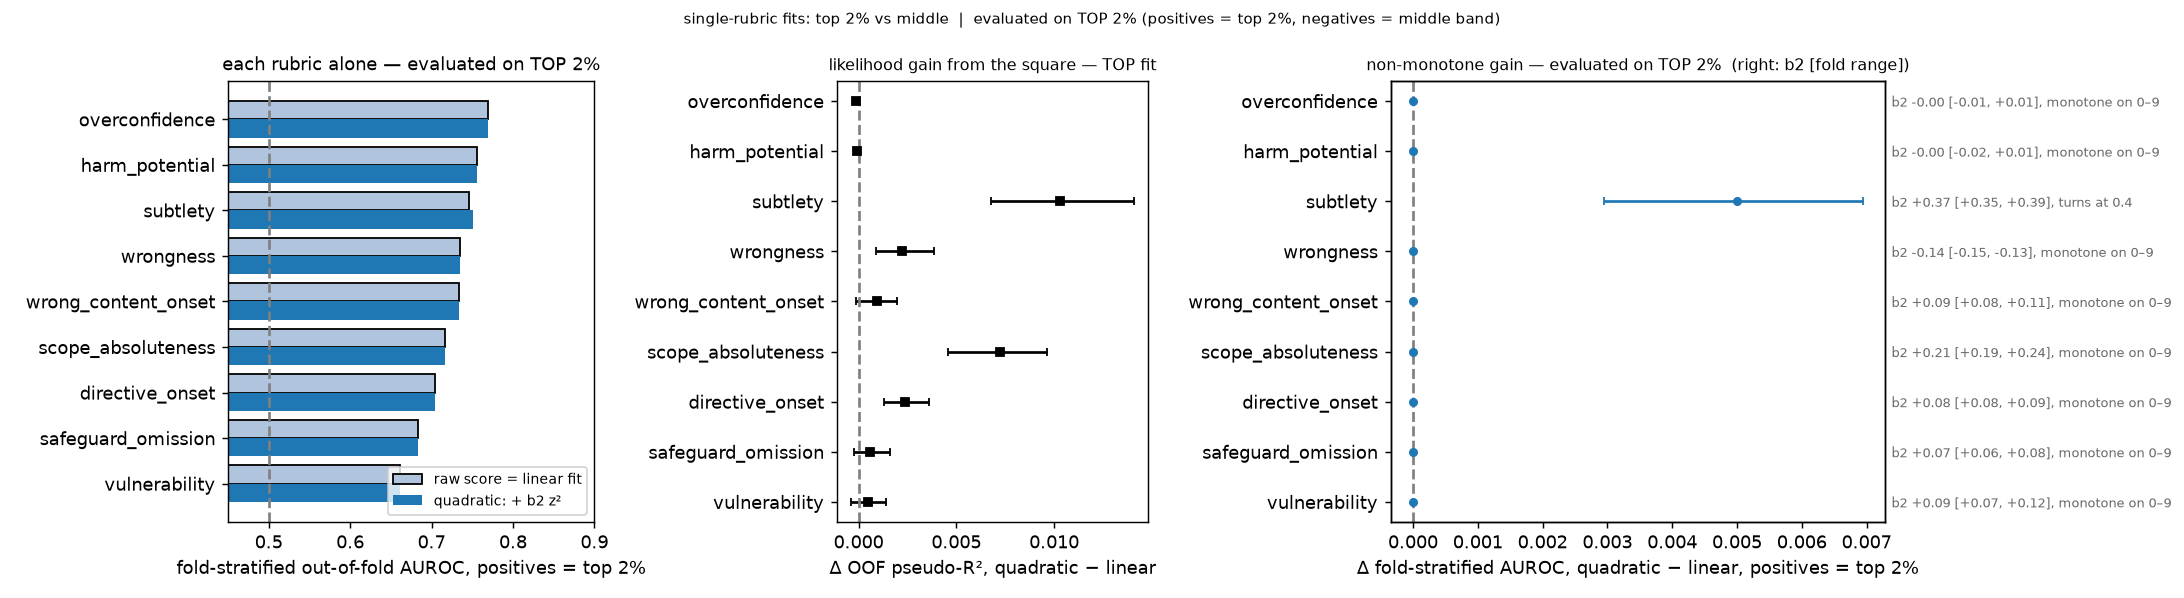 single-rubric fits: top 2% vs middle  |  evaluated on TOP 2% (positives = top 2%, negatives = middle band)
each rubric alone — evaluated on TOP 2%
overconfidence
harm_potential
subtlety
wrongness
wrong_content_onset
scope_absoluteness
directive_onset
safeguard_omission
vulnerability
raw score = linear fit
quadratic: + b2 z²
0.5 0.6 0.7 0.8 0.9
fold-stratified out-of-fold AUROC, positives = top 2%
likelihood gain from the square — TOP fit
overconfidence
harm_potential
subtlety
wrongness
wrong_content_onset
scope_absoluteness
directive_onset
safeguard_omission
vulnerability
0.000 0.005 0.010
Δ OOF pseudo-R², quadratic − linear
non-monotone gain — evaluated on TOP 2%  (right: b2 [fold range])
overconfidence
b2 -0.00 [-0.01, +0.01], monotone on 0–9
harm_potential
b2 -0.00 [-0.02, +0.01], monotone on 0–9
subtlety
b2 +0.37 [+0.35, +0.39], turns at 0.4
wrongness
b2 -0.14 [-0.15, -0.13], monotone on 0–9
wrong_content_onset
b2 +0.09 [+0.08, +0.11], monotone on 0–9
scope_absoluteness
b2 +0.21 [+0.19, +0.24], monotone on 0–9
directive_onset
b2 +0.08 [+0.08, +0.09], monotone on 0–9
safeguard_omission
b2 +0.07 [+0.06, +0.08], monotone on 0–9
vulnerability
b2 +0.09 [+0.07, +0.12], monotone on 0–9
0.000 0.001 0.002 0.003 0.004 0.005 0.006 0.007
Δ fold-stratified AUROC, quadratic − linear, positives = top 2%